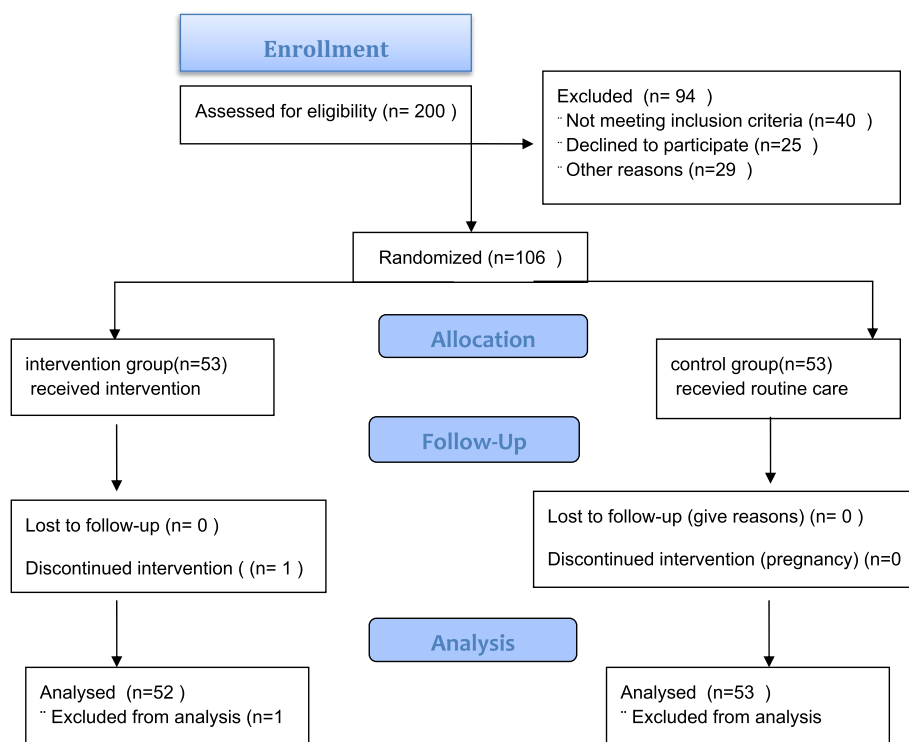 Enrollment
Assessed for eligibility (n= 200 )
Excluded (n= 94 )
¨ Not meeting inclusion criteria (n=40 )
¨ Declined to participate (n=25 )
¨ Other reasons (n=29 )
Randomized (n=106 )
Allocation
intervention group(n=53)
received intervention
control group(n=53)
recevied routine care
Follow-Up
Lost to follow-up (n= 0 )
Discontinued intervention ( (n= 1 )
Lost to follow-up (give reasons) (n= 0 )
Discontinued intervention (pregnancy) (n=0
Analysis
Analysed (n=52 )
¨ Excluded from analysis (n=1
Analysed (n=53 )
¨ Excluded from analysis